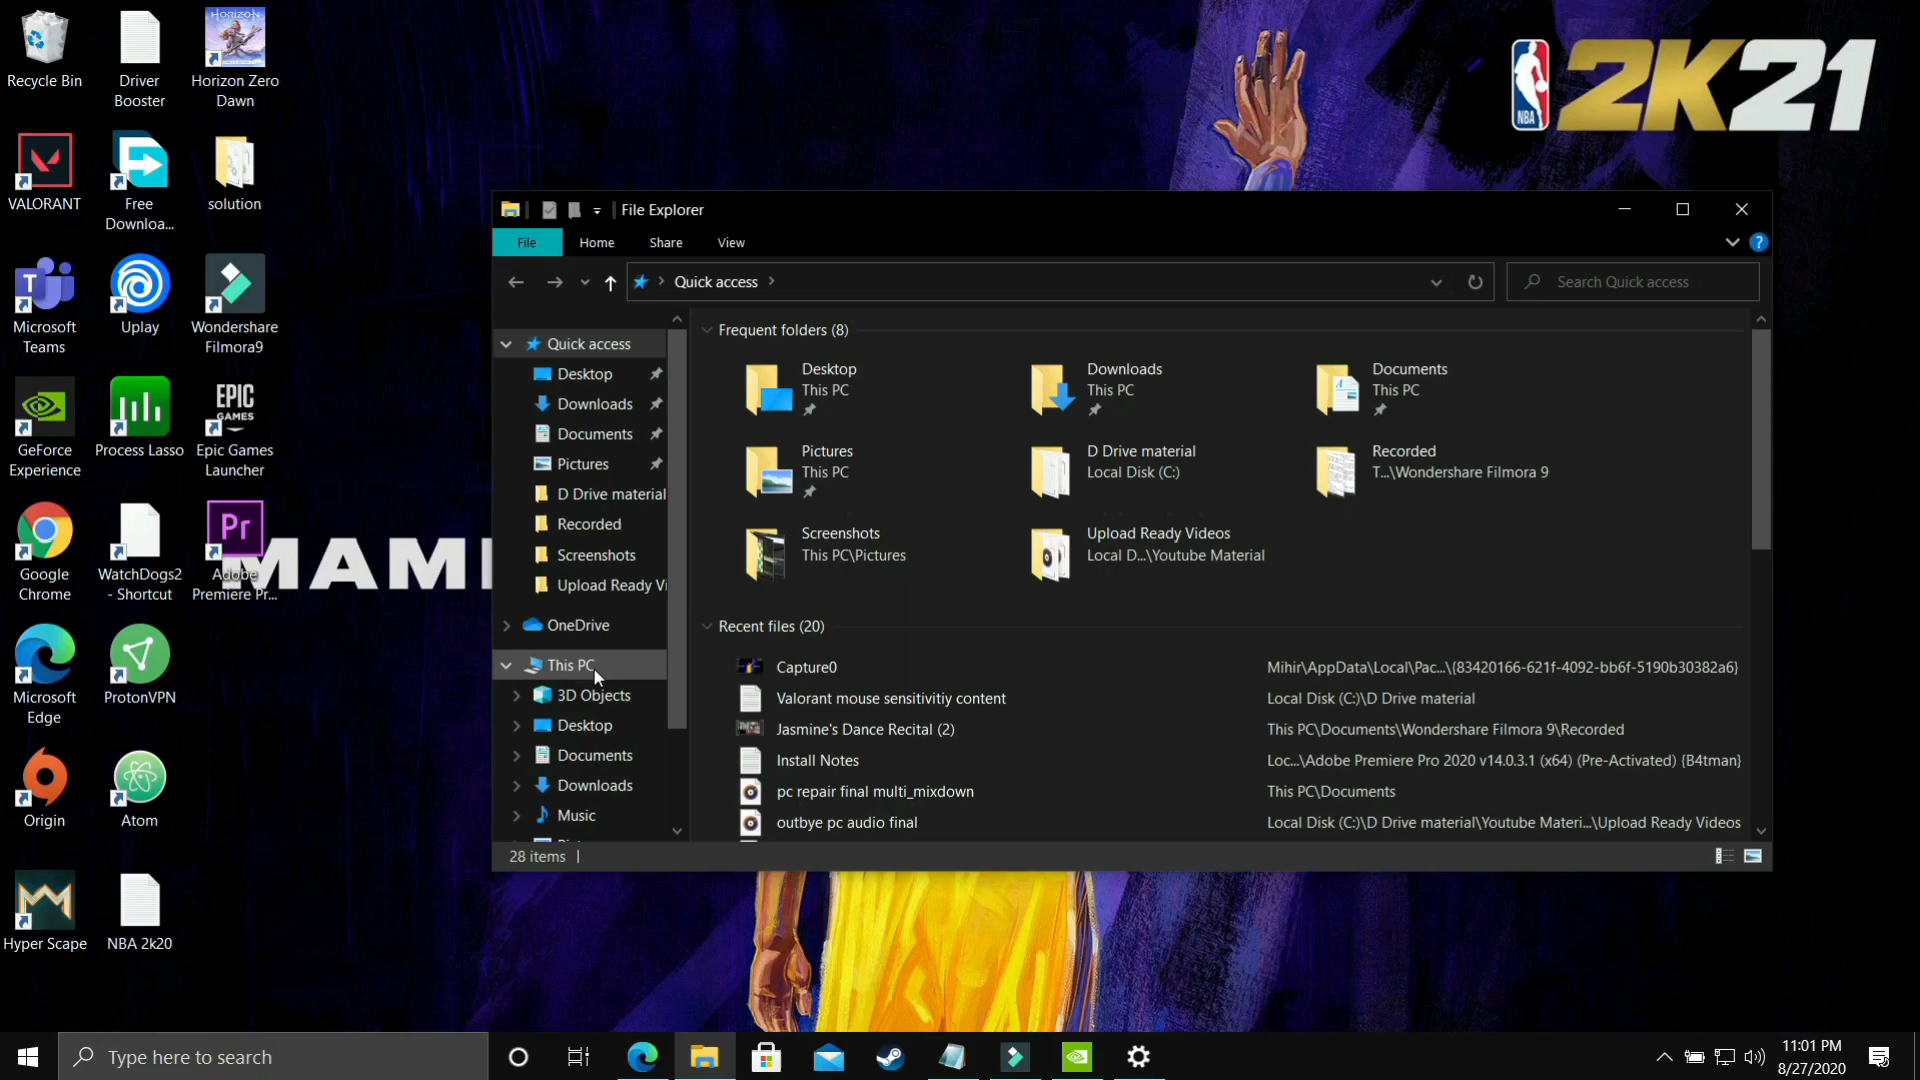 Recycle Bin
Driver
Booster
Horizon Zero
Dawn
HORIZON
VALORANT
Free
Downloa...
solution
Microsoft
Teams
Uplay
Wondershare
Filmora9
GeForce
Experience
Process Lasso
EPIC
GAMES
Epic Games
Launcher
Google
Chrome
WatchDogs2
- Shortcut
Pr
Adobe
Premiere Pr...
MAM
Microsoft
Edge
ProtonVPN
Origin
Atom
Hyper Scape
NBA 2k20
NBA
2K21
File Explorer
File
Home
Share
View
?
Quick access
Search Quick access
Quick access
Desktop
Downloads
Documents
Pictures
D Drive material
Recorded
Screenshots
Upload Ready Vi
OneDrive
This PC
3D Objects
Desktop
Documents
Downloads
Music
Frequent folders (8)
Desktop
This PC
Downloads
This PC
Documents
This PC
Pictures
This PC
D Drive material
Local Disk (C:)
Recorded
T...\Wondershare Filmora 9
Screenshots
This PC\Pictures
Upload Ready Videos
Local D...\Youtube Material
Recent files (20)
Capture0 Mihir\AppData\Local\Pac...\{83420166-621f-4092-bb6f-5190b30382a6}
Valorant mouse sensitivitiy content Local Disk (C:)\D Drive material
Jasmine's Dance Recital (2) This PC\Documents\Wondershare Filmora 9\Recorded
Install Notes Loc...\Adobe Premiere Pro 2020 v14.0.3.1 (x64) (Pre-Activated) {B4tman}
pc repair final multi_mixdown This PC\Documents
outbye pc audio final Local Disk (C:)\D Drive material\Youtube Materi...\Upload Ready Videos
28 items
Type here to search
11:01 PM
8/27/2020